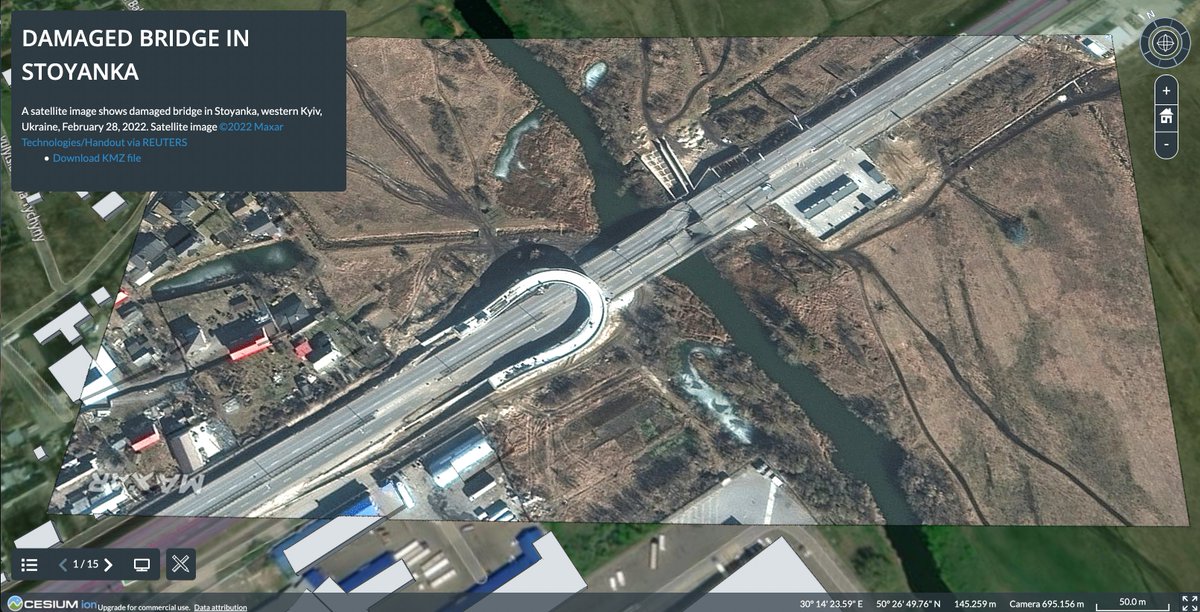 DAMAGED BRIDGE IN
STOYANKA
A satellite image shows damaged bridge in Stoyanka, western Kyiv,
Ukraine, February 28, 2022. Satellite image ©2022 Maxar
Technologies/Handout via REUTERS
• Download KMZ file
N
+
-
MAXAR
1 / 15
CESIUM ion Upgrade for commercial use. Data attribution
30° 14' 23.59" E 50° 26' 49.76" N 145.259 m Camera 695.156 m 50.0 m